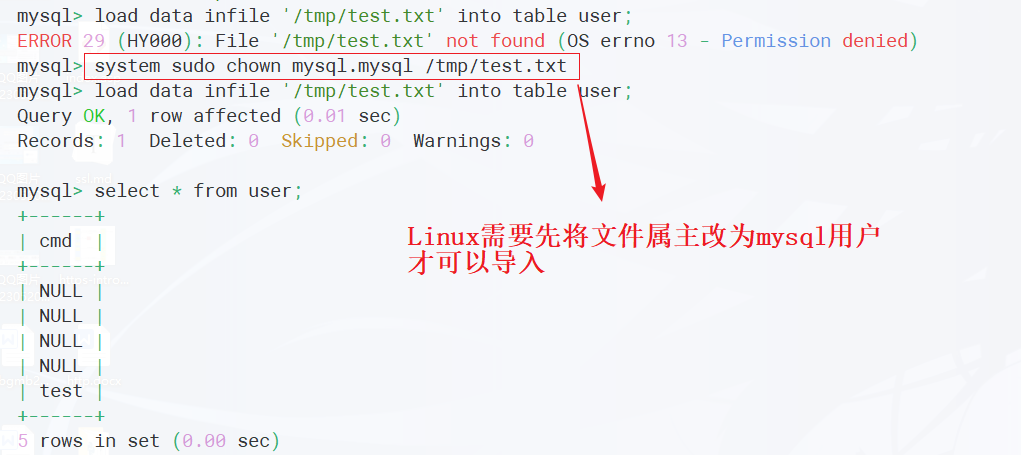 mysql> load data infile '/tmp/test.txt' into table user;
ERROR 29 (HY000): File '/tmp/test.txt' not found (OS errno 13 - Permission denied)
mysql> system sudo chown mysql.mysql /tmp/test.txt
mysql> load data infile '/tmp/test.txt' into table user;
Query OK, 1 row affected (0.01 sec)
Records: 1  Deleted: 0  Skipped: 0  Warnings: 0
mysql> select * from user;
+------+
| cmd  |
+------+
| NULL |
| NULL |
| NULL |
| NULL |
| test |
+------+
5 rows in set (0.00 sec)
Linux需要先将文件属主改为mysql用户
才可以导入